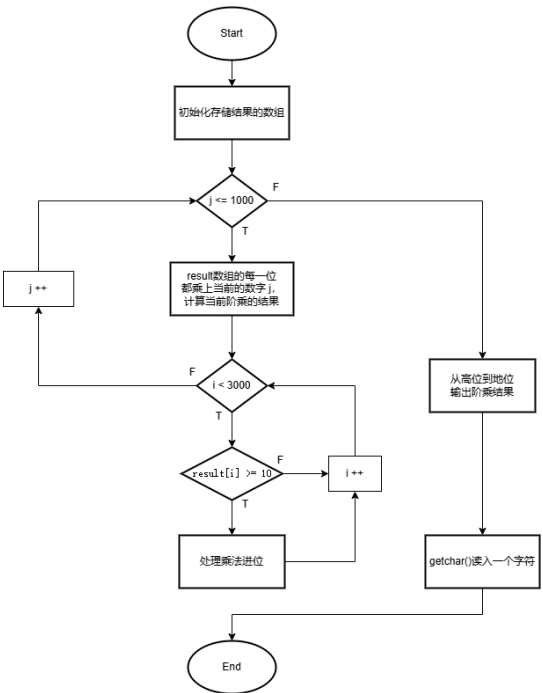 Start
初始化存储结果的数组
F
j <= 1000
T
result数组的每一位
都乘上当前的数字 j,
计算当前阶乘的结果
j ++
F
i < 3000
T
从高位到地位
输出阶乘结果
result[i] >= 10
F
i ++
T
处理乘法进位
getchar()读入一个字符
End